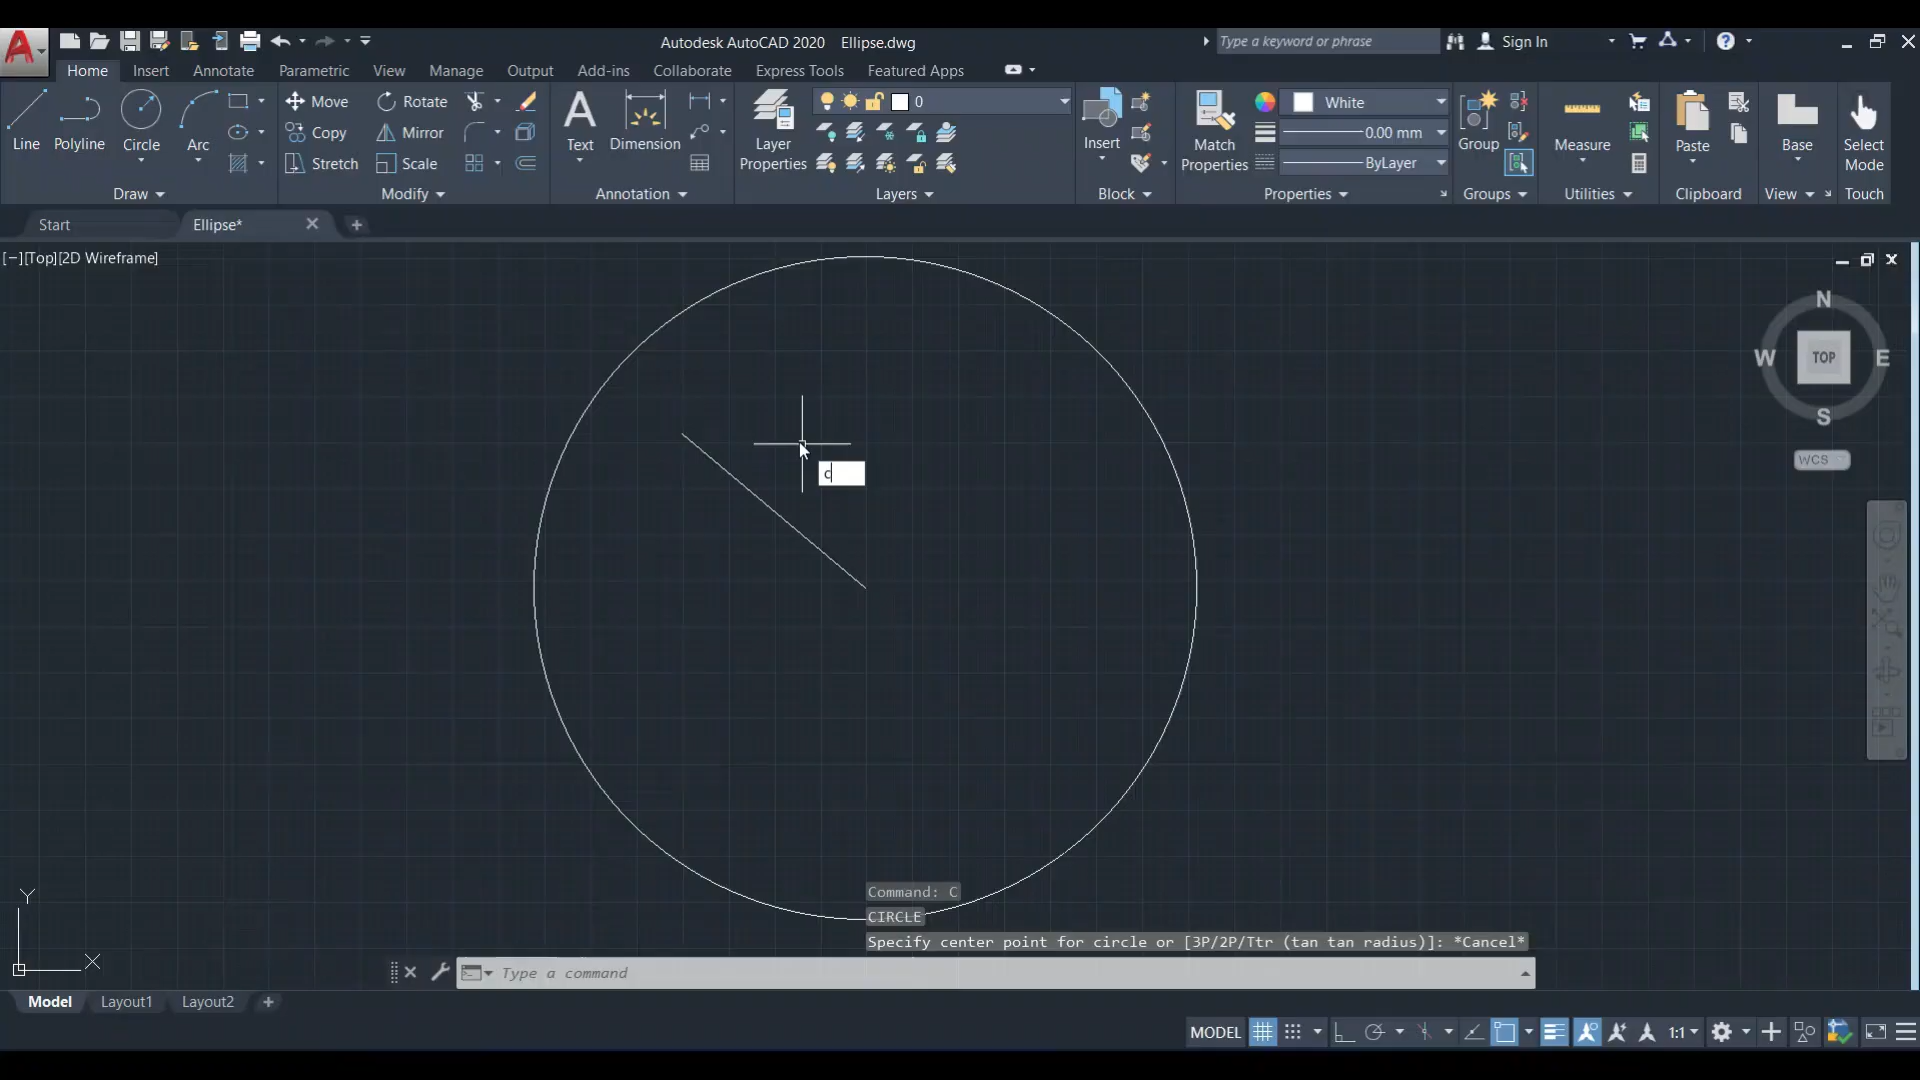 Autodesk AutoCAD 2020 Ellipse.dwg
Type a keyword or phrase
Sign In
Home Insert Annotate Parametric View Manage Output Add-ins Collaborate Express Tools Featured Apps
Line Polyline Circle Arc
Move Rotate
Copy Mirror
Stretch Scale
Text Dimension
Layer Properties
0
Insert
Match Properties
White
0.00 mm
ByLayer
Group
Measure
Paste
Base
Select Mode
Draw Modify Annotation Layers Block Properties Groups Utilities Clipboard View Touch
Start Ellipse*
[−][Top][2D Wireframe]
N
W TOP E
S
WCS
c
Command: C
CIRCLE
Specify center point for circle or [3P/2P/Ttr (tan tan radius)]: *Cancel*
Type a command
Y
X
Model Layout1 Layout2
MODEL 1:1